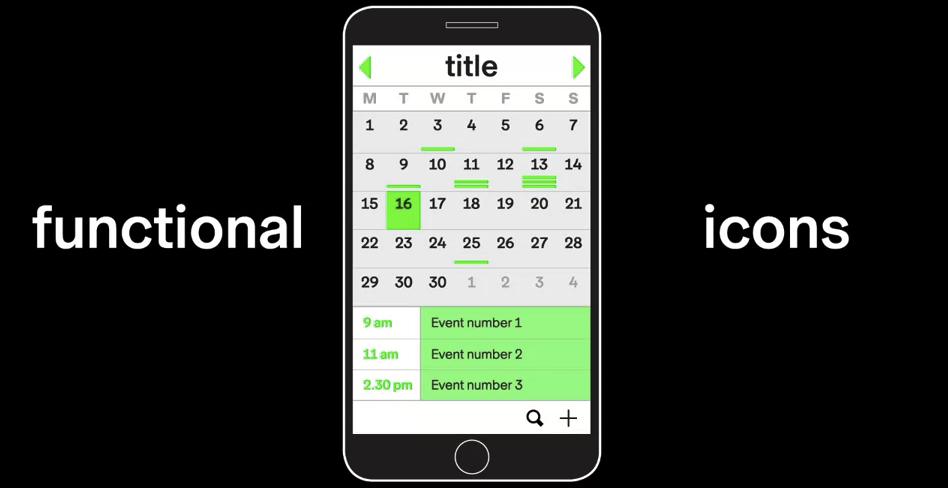 functional
title
M T W T F S S
1 2 3 4 5 6 7
8 9 10 11 12 13 14
15 16 17 18 19 20 21
22 23 24 25 26 27 28
29 30 30 1 2 3 4
9 am Event number 1
11 am Event number 2
2.30 pm Event number 3
icons